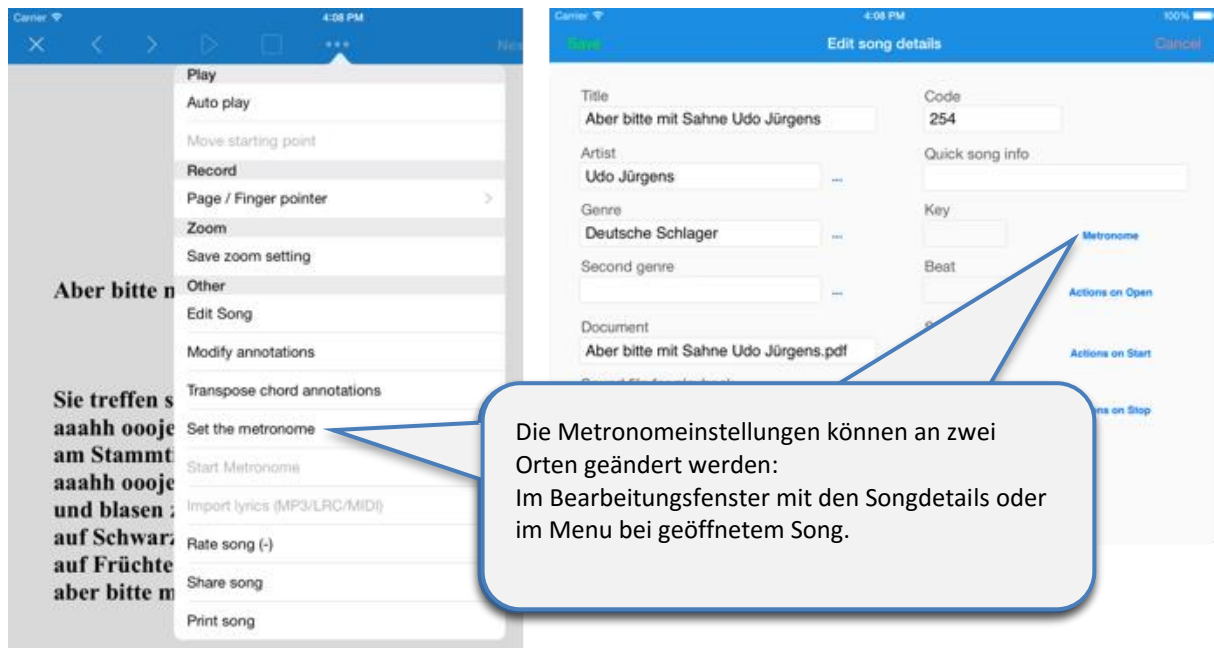 Carrier
4:08 PM
Nex
Play
Auto play
Move starting point
Record
Page / Finger pointer
Zoom
Save zoom setting
Other
Edit Song
Modify annotations
Transpose chord annotations
Set the metronome
Start Metronome
Import lyrics (MP3/LRC/MIDI)
Rate song (-)
Share song
Print song
Aber bitte m
Sie treffen s
aaahh oooje
am Stammt
aaahh oooje
und blasen z
auf Schwarz
auf Früchte
aber bitte m
Carrier
4:08 PM
100%
Save
Edit song details
Cancel
Title
Code
Aber bitte mit Sahne Udo Jürgens
254
Artist
Quick song info
Udo Jürgens
...
Genre
Key
Deutsche Schlager
...
Metronome
Second genre
Beat
...
Actions on Open
Document
Aber bitte mit Sahne Udo Jürgens.pdf
Actions on Start
ons on Stop
Die Metronomeinstellungen können an zwei
Orten geändert werden:
Im Bearbeitungsfenster mit den Songdetails oder
im Menu bei geöffnetem Song.